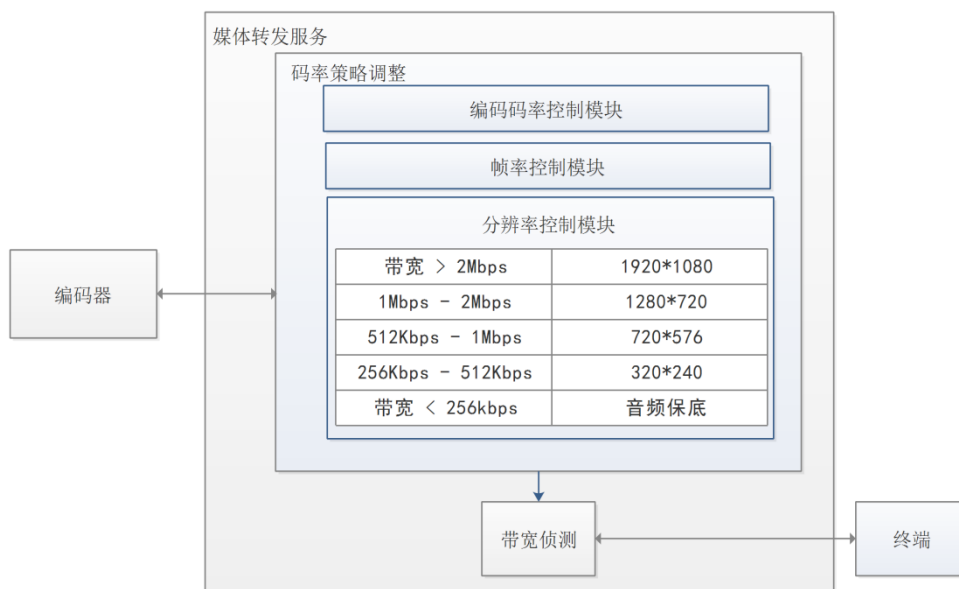 媒体转发服务
码率策略调整
编码码率控制模块
帧率控制模块
分辨率控制模块
带宽 > 2Mbps 1920*1080
1Mbps - 2Mbps 1280*720
512Kbps - 1Mbps 720*576
256Kbps - 512Kbps 320*240
带宽 < 256kbps 音频保底
编码器
带宽侦测
终端